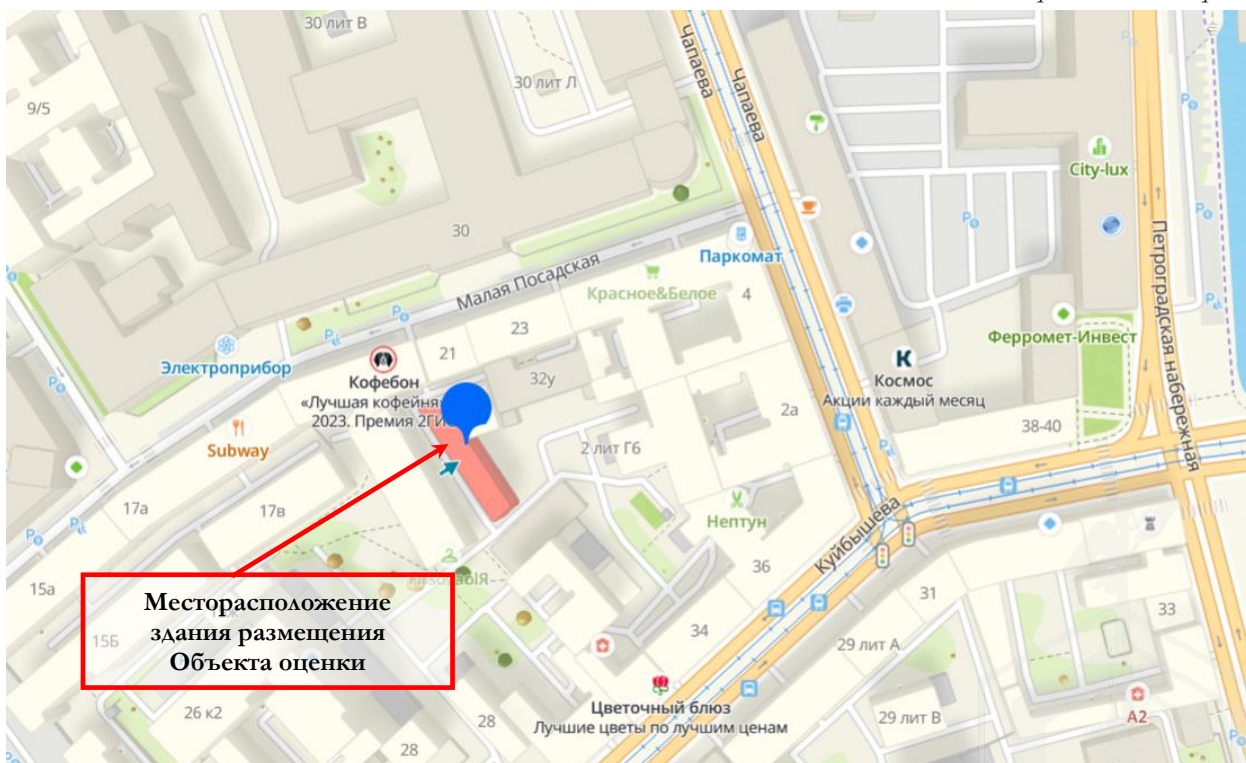 30 лит В
Чапаева
Чапаева
30 лит Л
9/5
City-lux
30
Паркомат
Малая Посадская
Красное&Белое
4
Петроградская набережная
23
Ферромет-Инвест
Электроприбор
21
Кофебон
«Лучшая кофейня»
2023. Премия 2ГИС
32у
К
Космос
Акции каждый месяц
2а
38-40
Subway
2 лит Г6
17а
17в
Нептун
Куйбышева
36
15а
Месторасположение
здания размещения
Объекта оценки
15Б
31
33
34
29 лит А
26 к2
28
Цветочный блюз
Лучшие цветы по лучшим ценам
29 лит В
А2
28